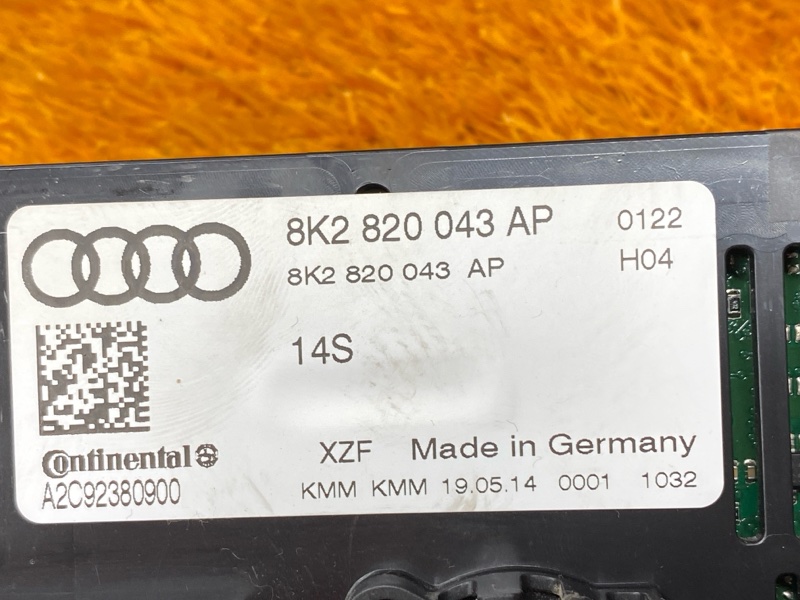 8K2 820 043 AP 0122
8K2 820 043 AP H04
14S
Continental
XZF Made in Germany
A2C92380900
KMM KMM 19.05.14 0001 1032